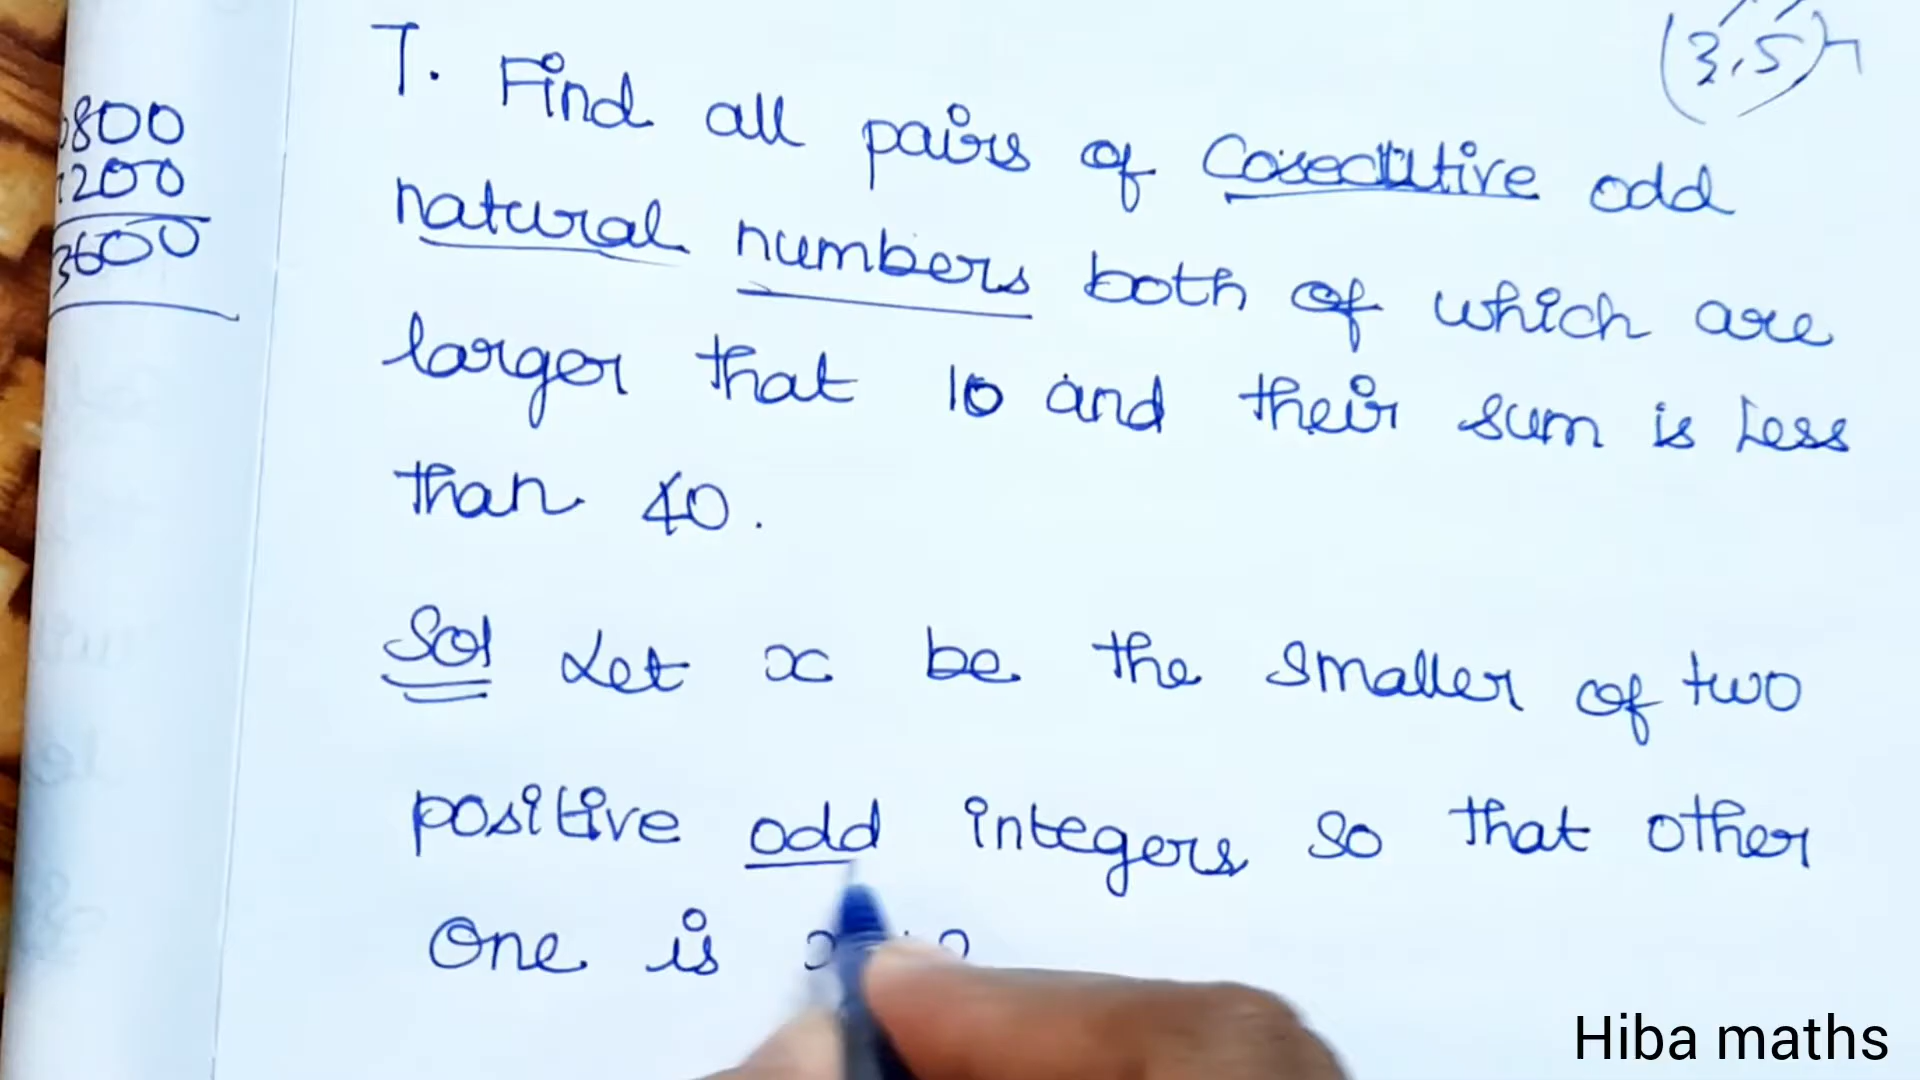 (3,5)
800
200
3600
7. Find all pairs of Cosecutive odd
natural numbers both of which are
larger that 10 and their sum is Less
than 40.
Sol Let x be the smaller of two
positive odd integers so that other
One is
Hiba maths